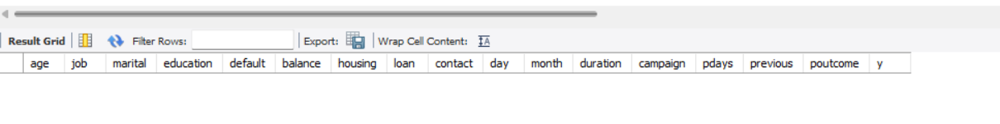 Result Grid Filter Rows: Export: Wrap Cell Content: IA
age job marital education default balance housing loan contact day month duration campaign pdays previous poutcome y